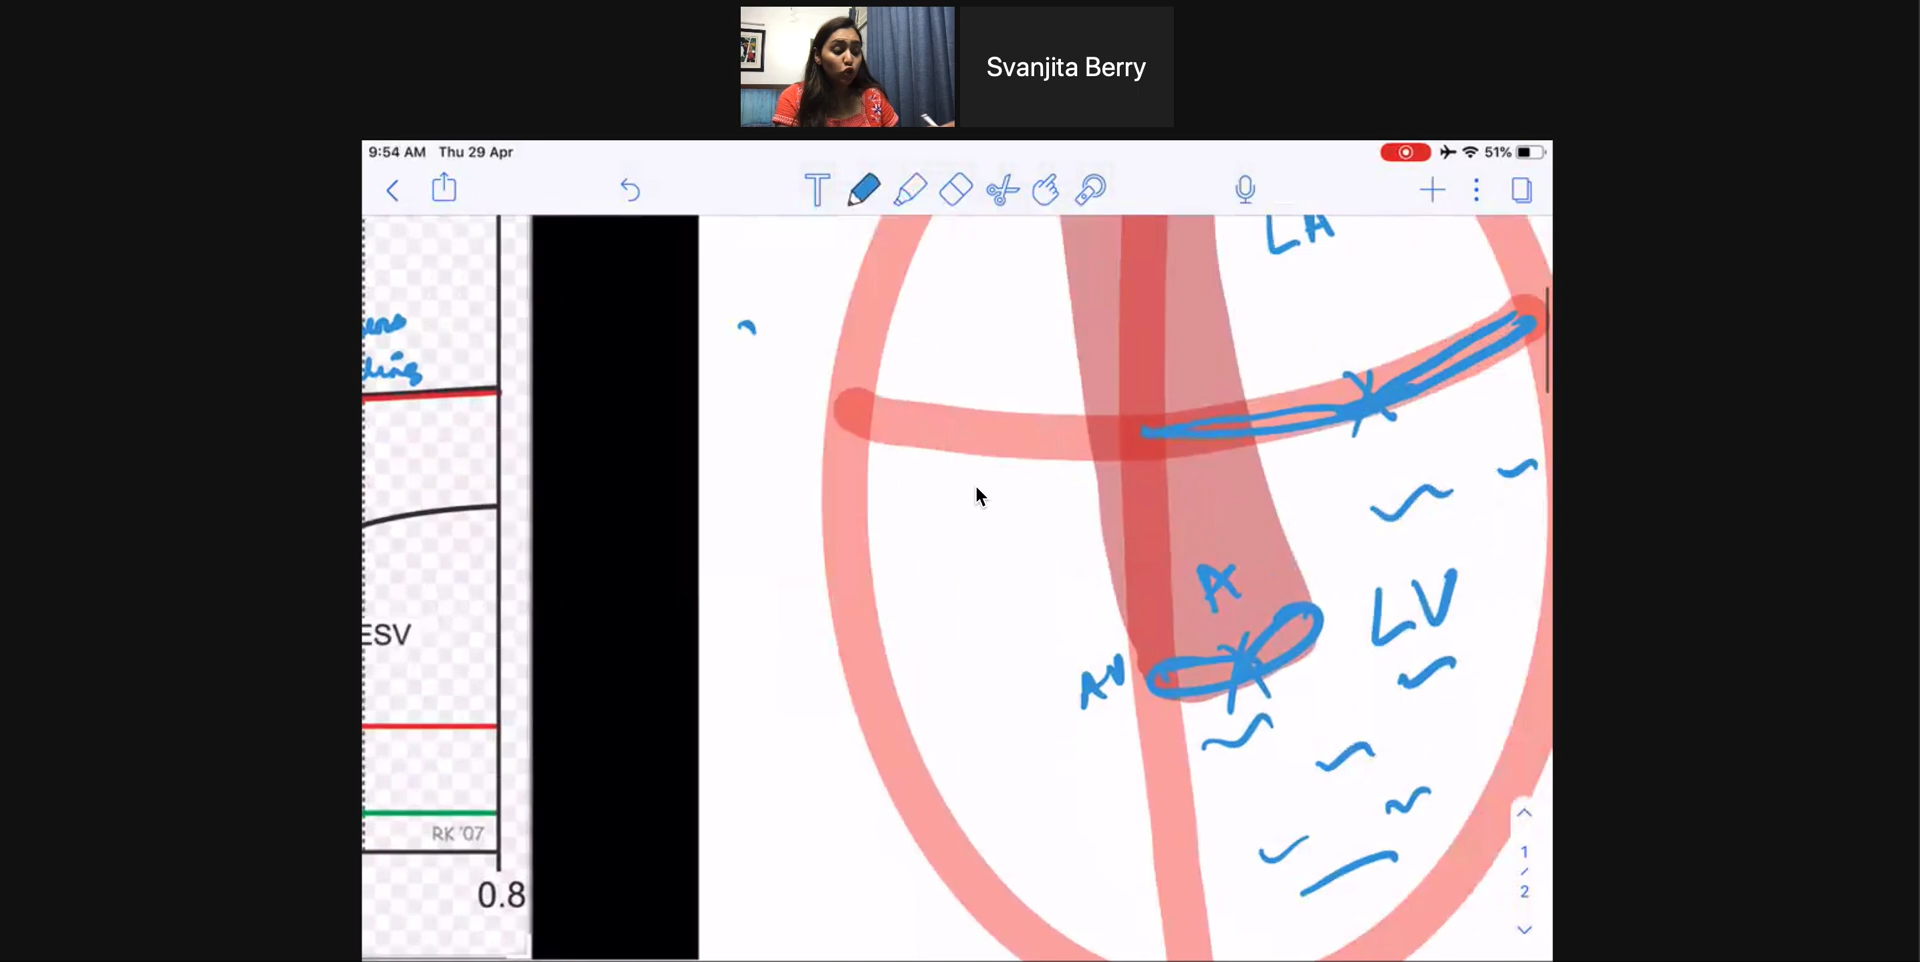 Svanjita Berry
9:54 AM Thu 29 Apr
51%
T
LA
ESV
A
LV
AV
RK '07
0.8
1
/
2